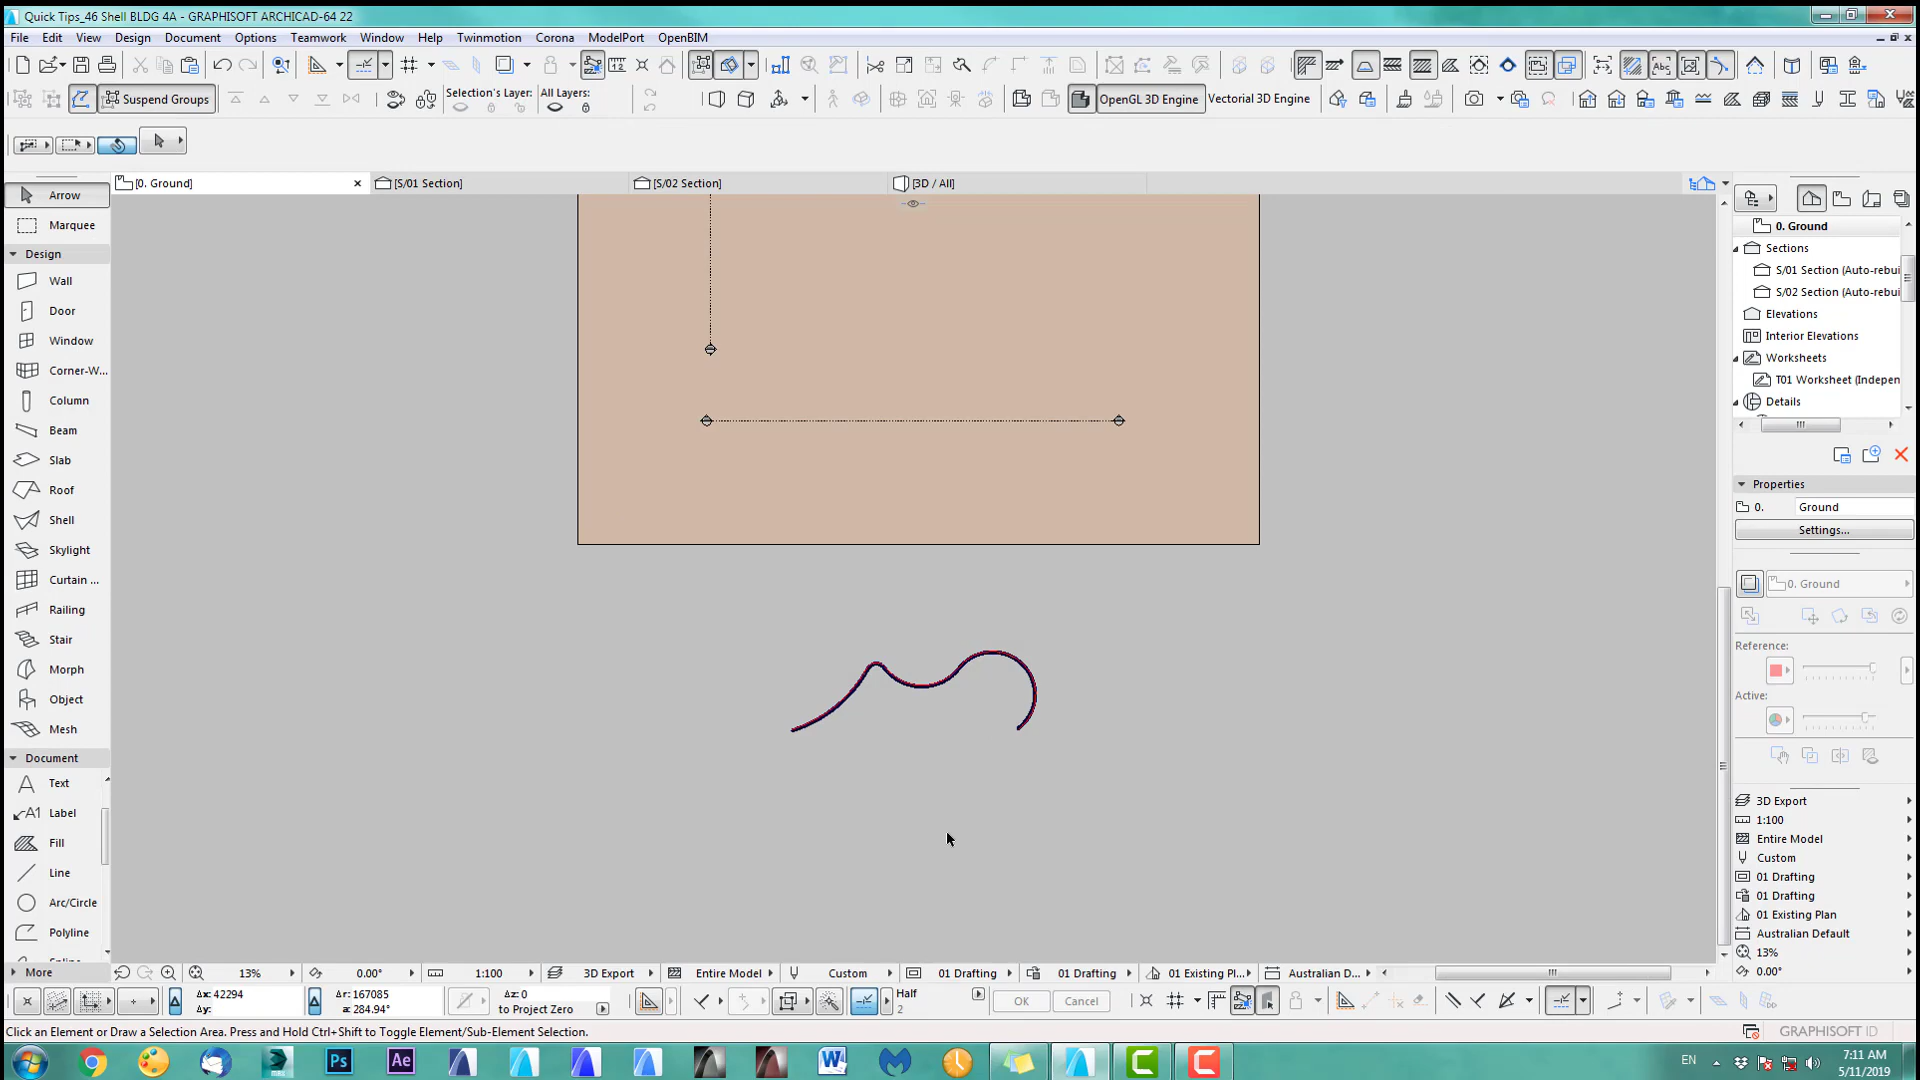 Quick Tips_46 Shell BLDG 4A - GRAPHISOFT ARCHICAD-64 22
File Edit View Design Document Options Teamwork Window Help Twinmotion Corona ModelPort OpenBIM
Suspend Groups
Selection's Layer:
All Layers:
OpenGL 3D Engine
Vectorial 3D Engine
[0. Ground]
[S/01 Section]
[S/02 Section]
[3D / All]
Arrow
Marquee
Design
Wall
Door
Window
Corner-W...
Column
Beam
Slab
Roof
Shell
Skylight
Curtain ...
Railing
Stair
Morph
Object
Mesh
Document
Text
A1 Label
Fill
Line
Arc/Circle
Polyline
More
0. Ground
Sections
S/01 Section (Auto-rebui
S/02 Section (Auto-rebui
Elevations
Interior Elevations
Worksheets
T01 Worksheet (Indepen
Details
Properties
0. Ground
Settings...
0. Ground
Reference:
Active:
3D Export
1:100
Entire Model
Custom
01 Drafting
01 Drafting
01 Existing Plan
Australian Default
13%
0.00°
13% 0.00° 1:100 3D Export Entire Model Custom 01 Drafting 01 Drafting 01 Existing Pl... Australian D...
Δx: 42294
Δy:
Δr: 167085
a: 284.94°
Δz: 0
to Project Zero
Half
2
OK
Cancel
Click an Element or Draw a Selection Area. Press and Hold Ctrl+Shift to Toggle Element/Sub-Element Selection.
GRAPHISOFT ID
Ps
Ae
EN
7:11 AM
5/11/2019